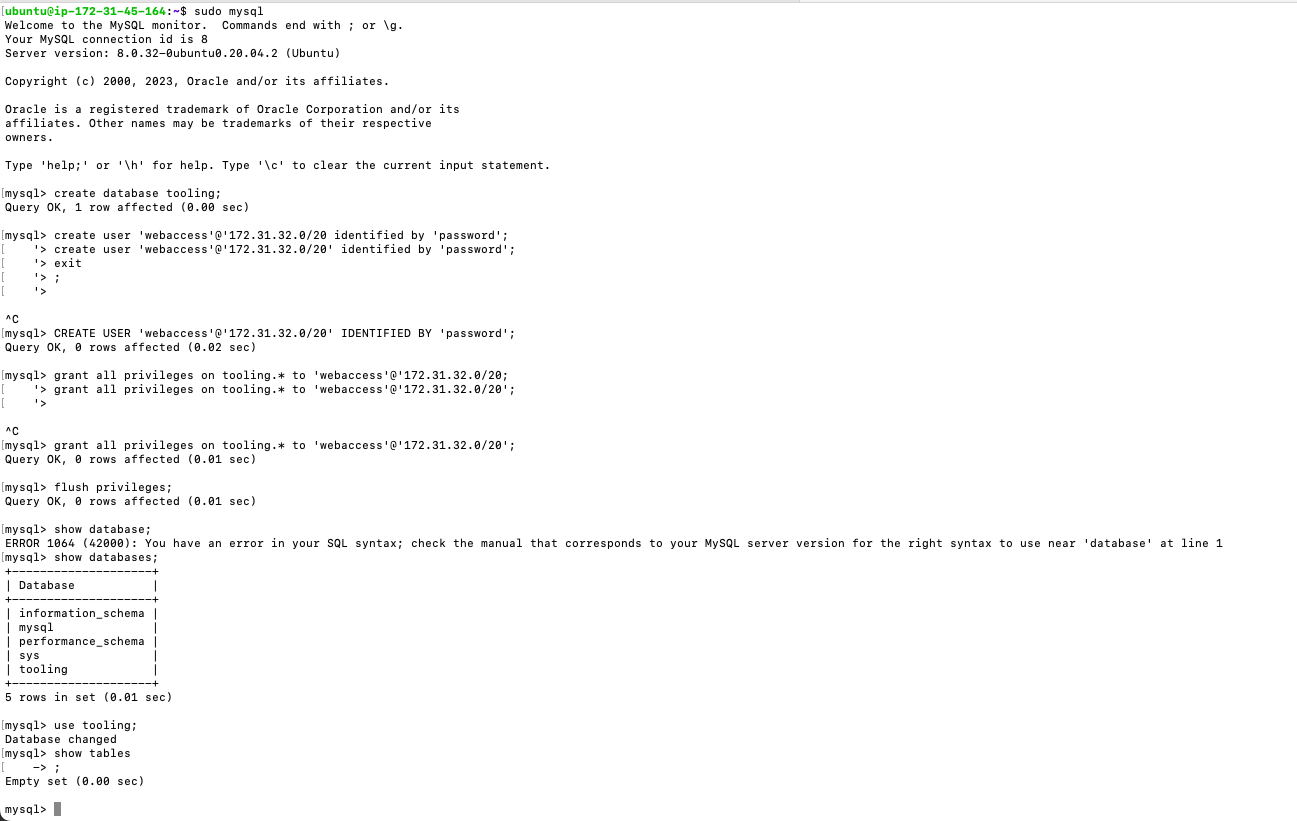 [ubuntu@ip-172-31-45-164:~$ sudo mysql
Welcome to the MySQL monitor.  Commands end with ; or \g.
Your MySQL connection id is 8
Server version: 8.0.32-0ubuntu0.20.04.2 (Ubuntu)

Copyright (c) 2000, 2023, Oracle and/or its affiliates.

Oracle is a registered trademark of Oracle Corporation and/or its
affiliates. Other names may be trademarks of their respective
owners.

Type 'help;' or '\h' for help. Type '\c' to clear the current input statement.

[mysql> create database tooling;
Query OK, 1 row affected (0.00 sec)

[mysql> create user 'webaccess'@'172.31.32.0/20 identified by 'password';
[    '> create user 'webaccess'@'172.31.32.0/20' identified by 'password';
[    '> exit
[    '> ;
[    '>

^C
[mysql> CREATE USER 'webaccess'@'172.31.32.0/20' IDENTIFIED BY 'password';
Query OK, 0 rows affected (0.02 sec)

[mysql> grant all privileges on tooling.* to 'webaccess'@'172.31.32.0/20;
[    '> grant all privileges on tooling.* to 'webaccess'@'172.31.32.0/20';
[    '>

^C
[mysql> grant all privileges on tooling.* to 'webaccess'@'172.31.32.0/20';
Query OK, 0 rows affected (0.01 sec)

[mysql> flush privileges;
Query OK, 0 rows affected (0.01 sec)

[mysql> show database;
ERROR 1064 (42000): You have an error in your SQL syntax; check the manual that corresponds to your MySQL server version for the right syntax to use near 'database' at line 1
[mysql> show databases;
+--------------------+
| Database           |
+--------------------+
| information_schema |
| mysql              |
| performance_schema |
| sys                |
| tooling            |
+--------------------+
5 rows in set (0.01 sec)

[mysql> use tooling;
Database changed
[mysql> show tables
[    -> ;
Empty set (0.00 sec)

mysql>